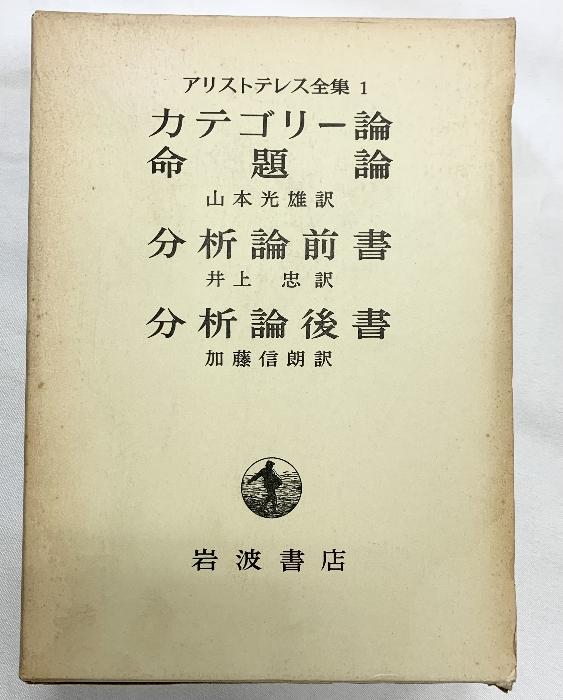 アリストテレス全集 1
カテゴリー論
命題論
山本光雄訳
分析論前書
井上 忠訳
分析論後書
加藤信朗訳
岩波書店